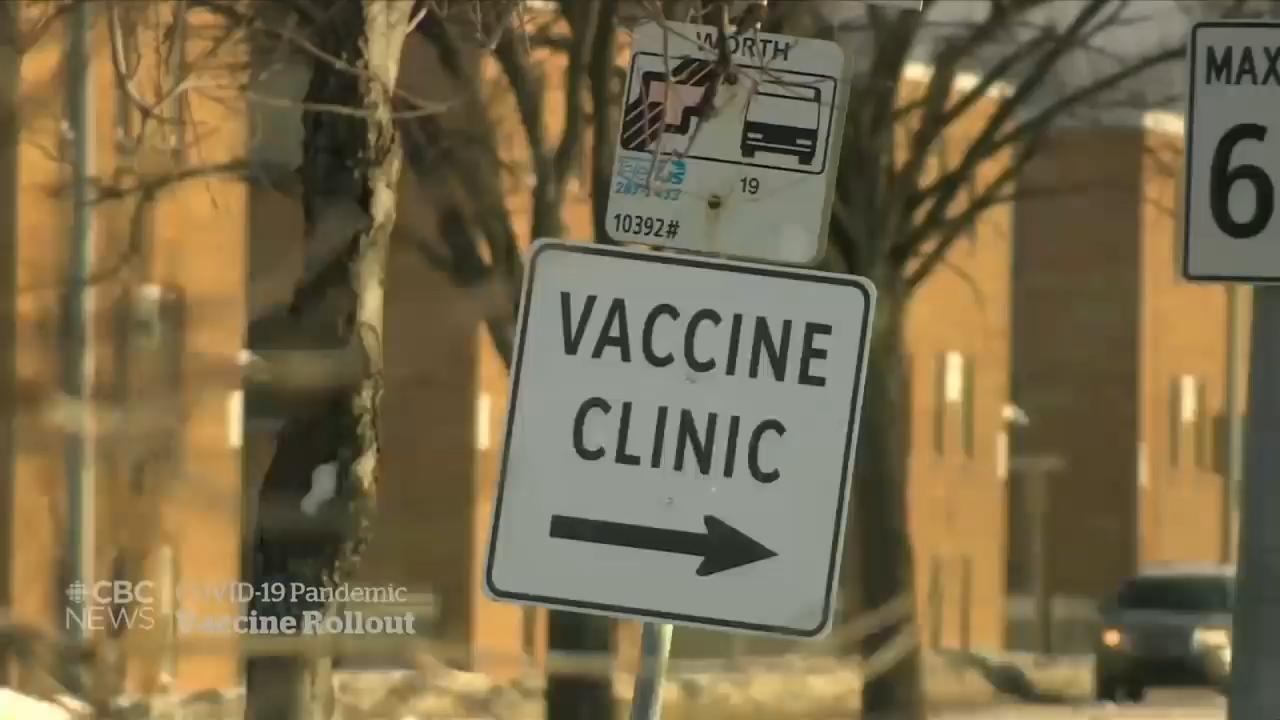 WORTH
19
10392#
MAX
6
VACCINE
CLINIC
CBC
NEWS
COVID-19 Pandemic
Vaccine Rollout